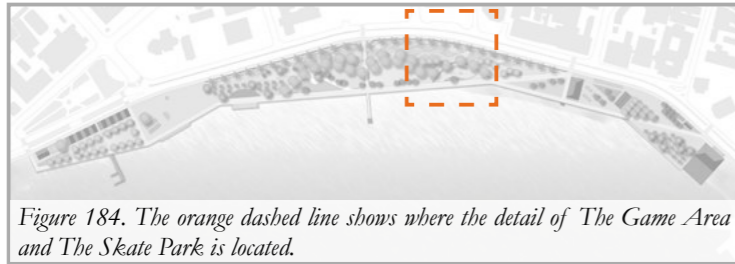 Figure 184. The orange dashed line shows where the detail of The Game Area
and The Skate Park is located.